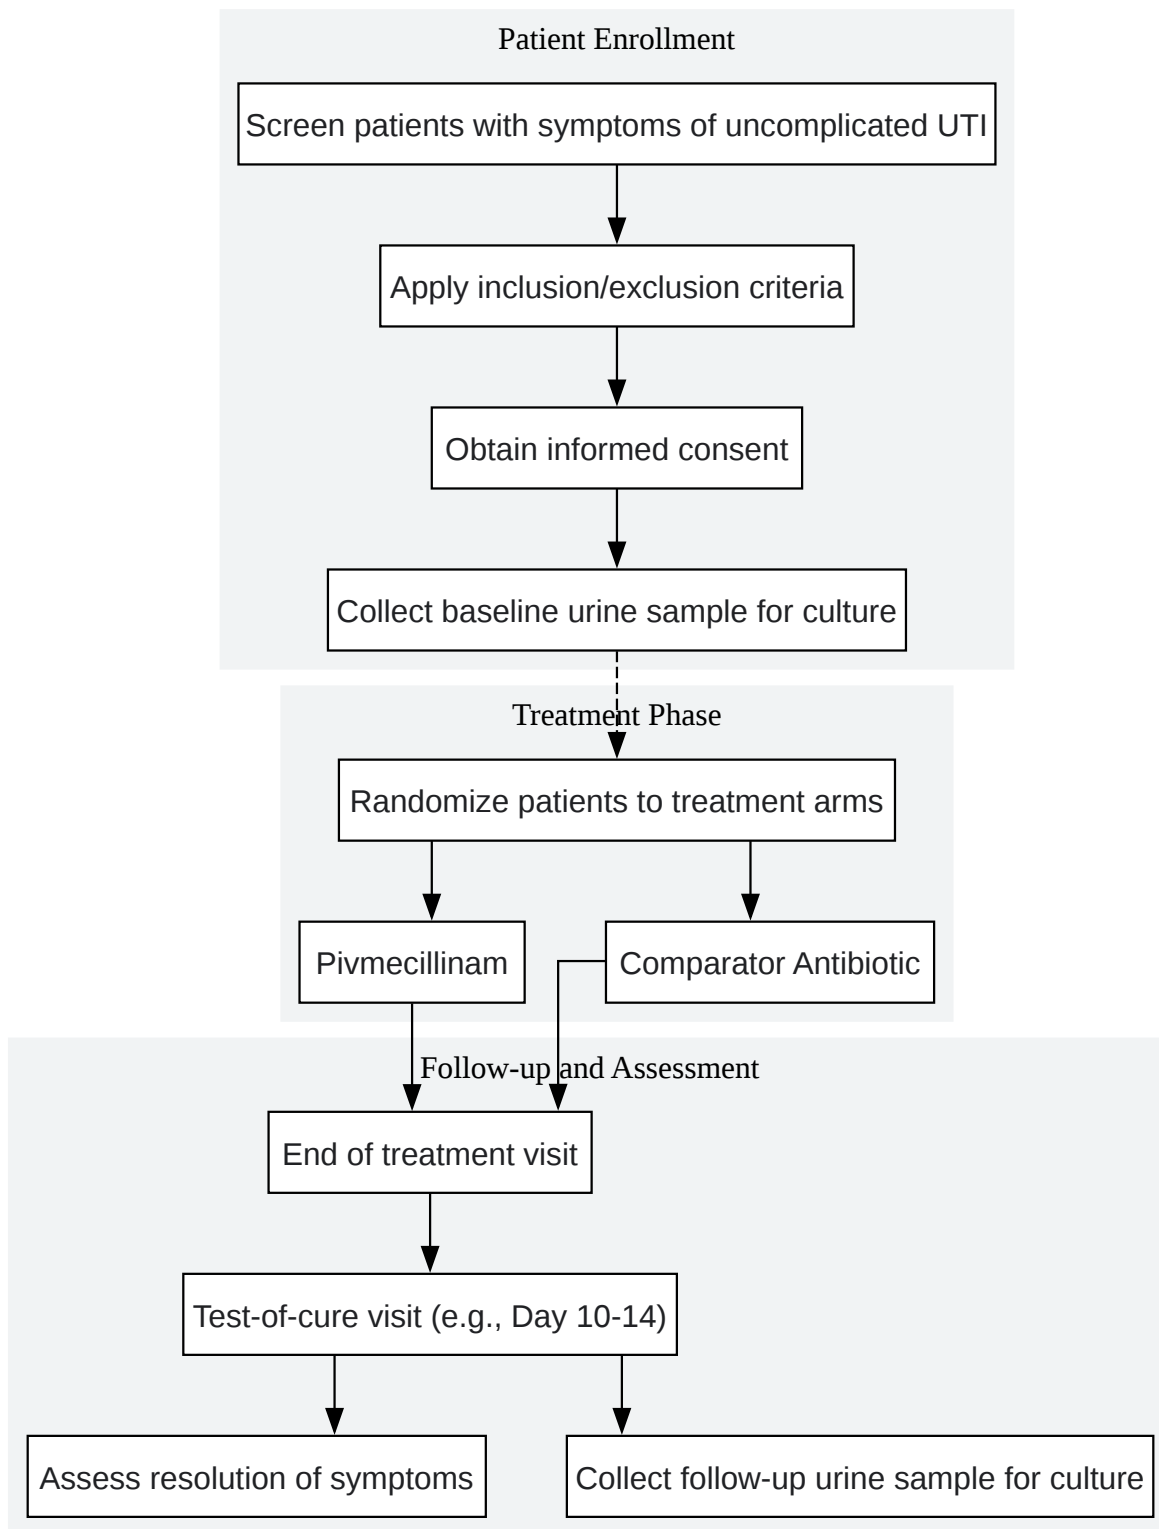 Patient Enrollment
Screen patients with symptoms of uncomplicated UTI
Apply inclusion/exclusion criteria
Obtain informed consent
Collect baseline urine sample for culture
Treatment Phase
Randomize patients to treatment arms
Pivmecillinam
Comparator Antibiotic
Follow-up and Assessment
End of treatment visit
Test-of-cure visit (e.g., Day 10-14)
Assess resolution of symptoms
Collect follow-up urine sample for culture